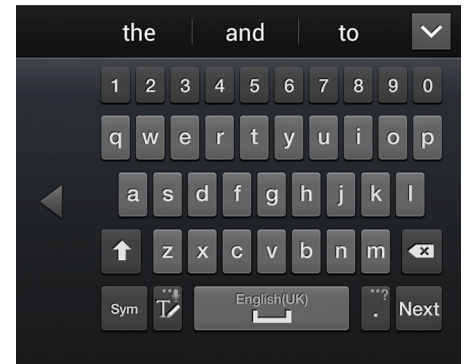 the and to
1 2 3 4 5 6 7 8 9 0
q w e r t y u i o p
a s d f g h j k l
z x c v b n m
Sym T English(UK) ...? . Next